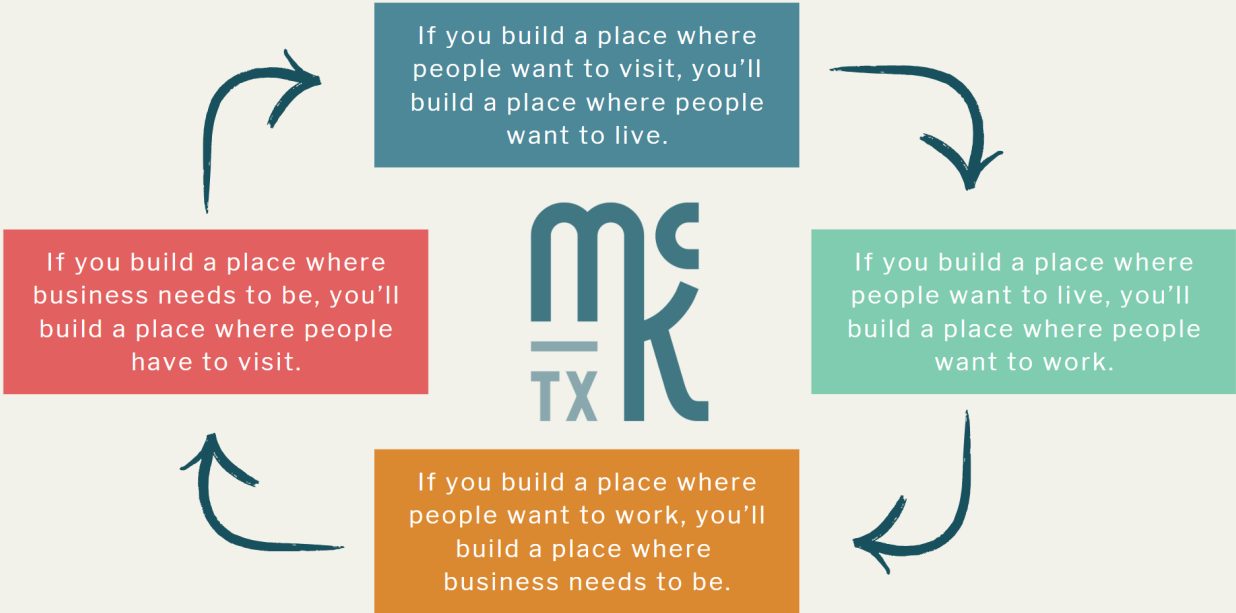 If you build a place where
people want to visit, you’ll
build a place where people
want to live.
If you build a place where
people want to live, you’ll
build a place where people
want to work.
If you build a place where
people want to work, you’ll
build a place where
business needs to be.
If you build a place where
business needs to be, you’ll
build a place where people
have to visit.
mck
TX